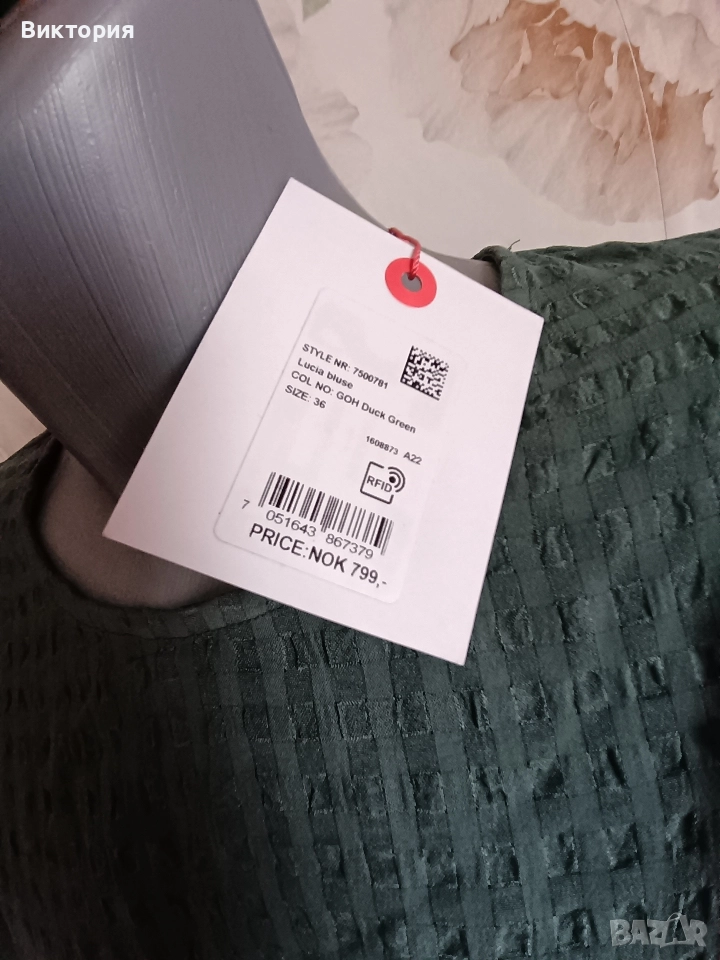 Виктория
STYLE NR: 7500781
Lucia bluse
COL NO: GOH Duck Green
SIZE: 36
1608873 A22
RFID
7 051643 867379
PRICE:NOK 799,-
BAZAR